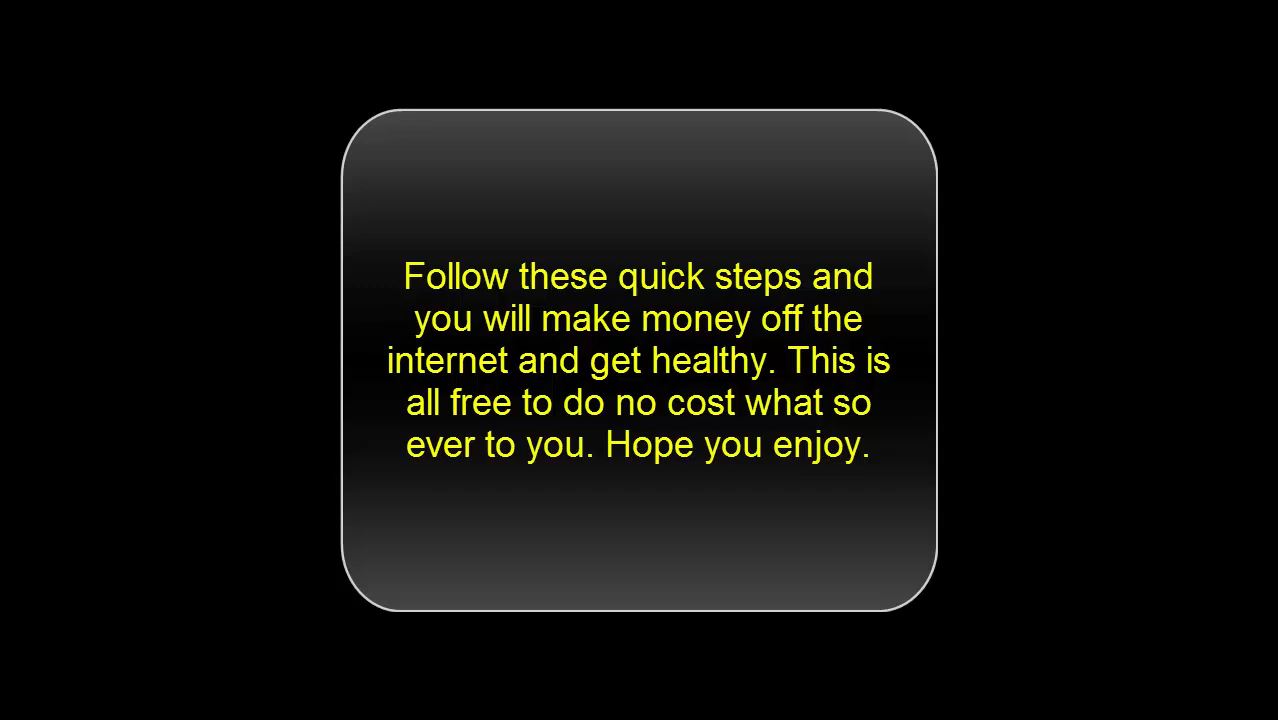 Follow these quick steps and
you will make money off the
internet and get healthy. This is
all free to do no cost what so
ever to you. Hope you enjoy.